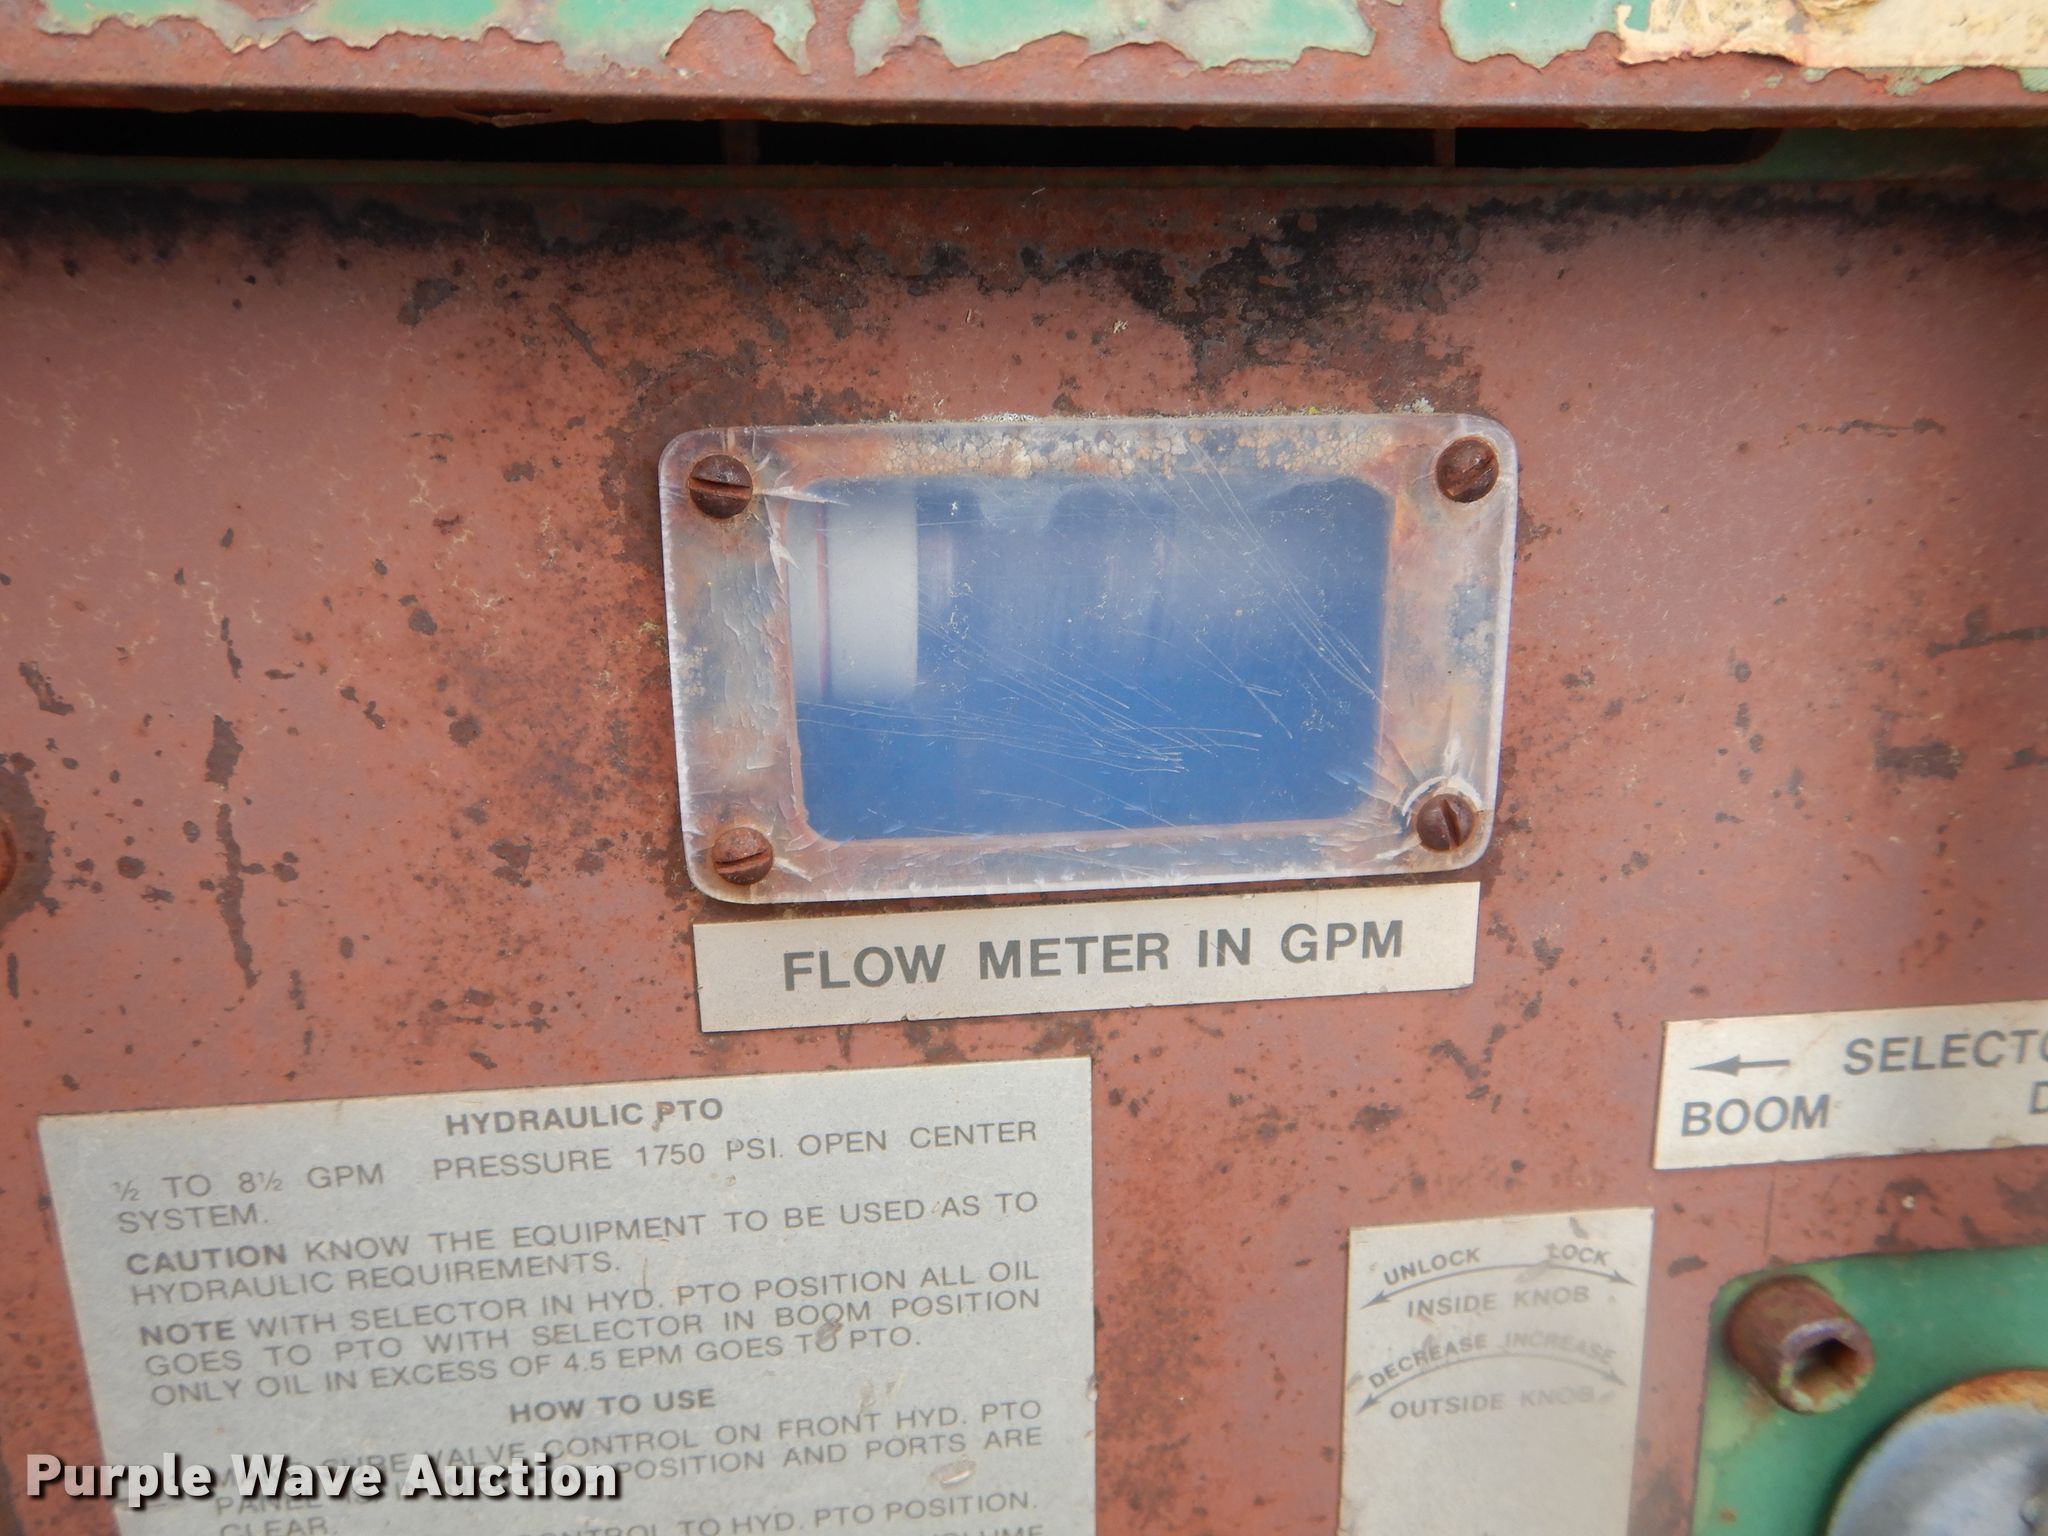 FLOW METER IN GPM
← SELECTO
BOOM D
HYDRAULIC PTO
½ TO 8½ GPM PRESSURE 1750 PSI. OPEN CENTER
SYSTEM.
CAUTION KNOW THE EQUIPMENT TO BE USED AS TO
HYDRAULIC REQUIREMENTS.
NOTE WITH SELECTOR IN HYD. PTO POSITION ALL OIL
GOES TO PTO WITH SELECTOR IN BOOM POSITION
ONLY OIL IN EXCESS OF 4.5 EPM GOES TO PTO.
HOW TO USE
SURE VALVE CONTROL ON FRONT HYD. PTO
PANEL POSITION AND PORTS ARE
CLEAR.
CONTROL TO HYD. PTO POSITION.
VOLUME
UNLOCK LOCK
INSIDE KNOB
DECREASE INCREASE
OUTSIDE KNOB
Purple Wave Auction